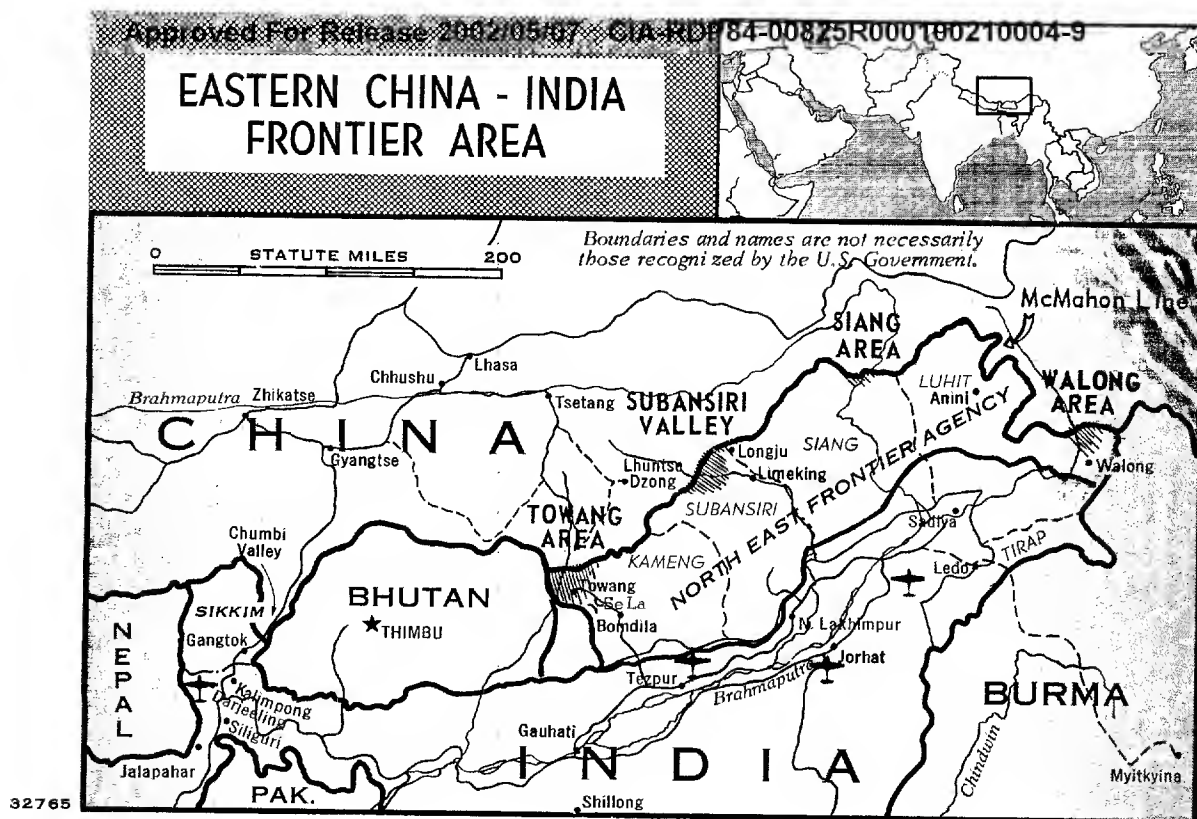 Approved For Release 2002/05/07 : CIA-RDP84-00825R000100210004-9
EASTERN CHINA - INDIA
FRONTIER AREA
0 STATUTE MILES 200
Boundaries and names are not necessarily
those recognized by the U.S. Government.
McMahon Line
SIANG
AREA
Lhasa
Chhushu
LUHIT
Anini
WALONG
AREA
Brahmaputra
Zhikatse
Tsetang
SUBANSIRI
VALLEY
CHINA
Gyangtse
Longju
SIANG
Lhuntse
Dzong
Limeking
Walong
NORTH EAST FRONTIER AGENCY
SUBANSIRI
TOWANG
AREA
Sadiya
Chumbi
Valley
KAMENG
TIRAP
Ledo
Towang
Se La
Bomdila
BHUTAN
THIMBU
SIKKIM
Gangtok
NEPAL
N. Lakhimpur
Jorhat
Tezpur
Brahmaputra
BURMA
Kalimpong
Darjeeling
Siliguri
Gauhati
INDIA
Chindwin
Jalapahar
PAK.
Myitkyina
Shillong
32765